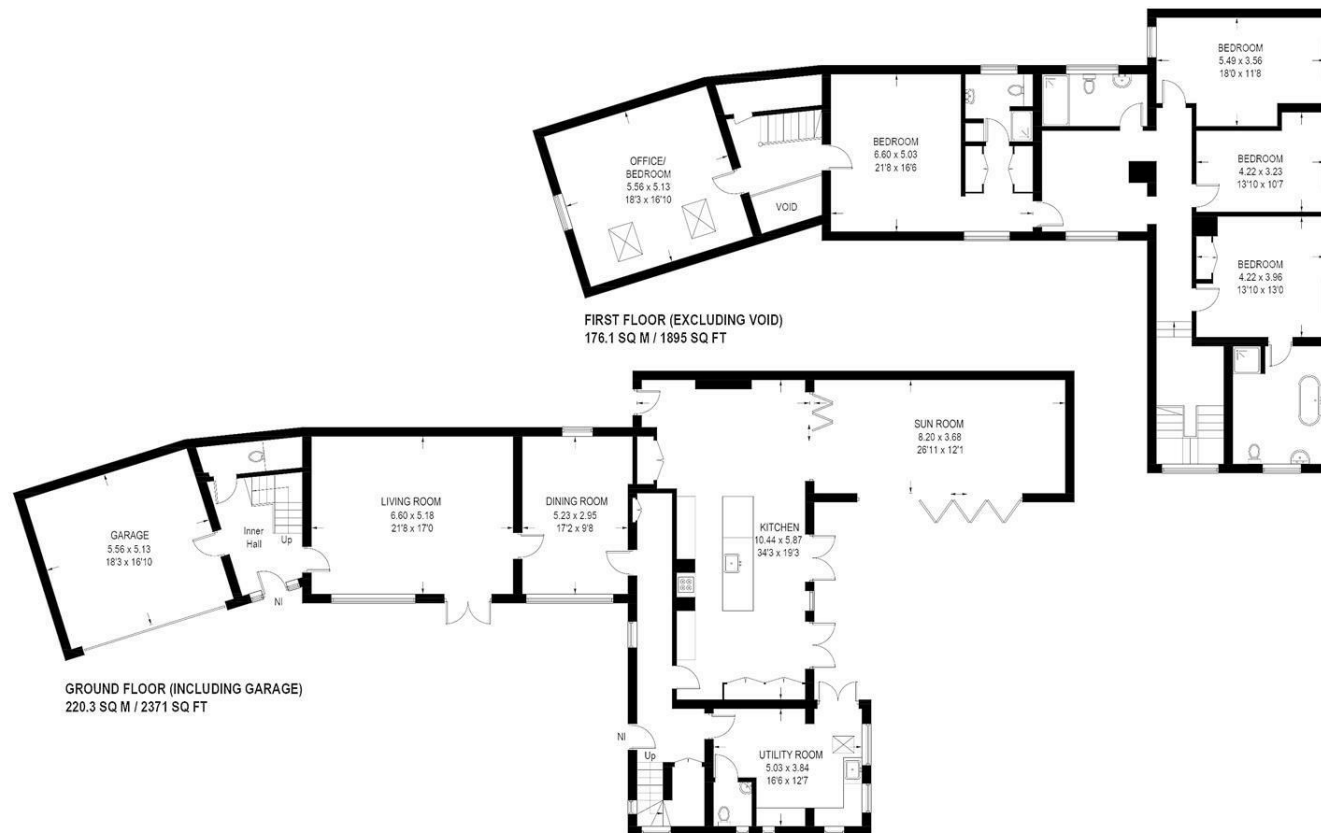 BEDROOM
5.49 x 3.56
18'0 x 11'8
BEDROOM
6.60 x 5.03
21'8 x 16'6
OFFICE/
BEDROOM
5.56 x 5.13
18'3 x 16'10
VOID
BEDROOM
4.22 x 3.23
13'10 x 10'7
BEDROOM
4.22 x 3.96
13'10 x 13'0
FIRST FLOOR (EXCLUDING VOID)
176.1 SQ M / 1895 SQ FT
SUN ROOM
8.20 x 3.68
26'11 x 12'1
LIVING ROOM
6.60 x 5.18
21'8 x 17'0
DINING ROOM
5.23 x 2.95
17'2 x 9'8
KITCHEN
10.44 x 5.87
34'3 x 19'3
GARAGE
5.56 x 5.13
18'3 x 16'10
Inner
Hall
Up
NI
GROUND FLOOR (INCLUDING GARAGE)
220.3 SQ M / 2371 SQ FT
NI
Up
UTILITY ROOM
5.03 x 3.84
16'6 x 12'7